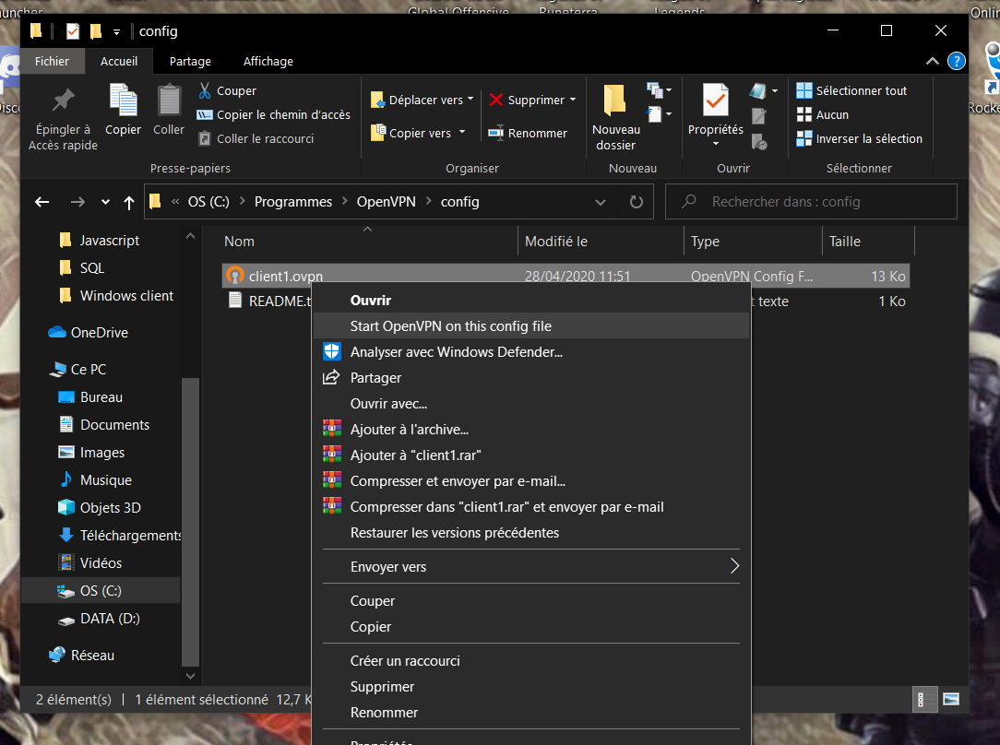 uncher
Global Offensive
Runeterra
Legends
Onlin
config
Fichier
Accueil
Partage
Affichage
?
Épingler à
Accès rapide
Copier
Coller
Couper
Copier le chemin d'accès
Coller le raccourci
Presse-papiers
Déplacer vers
Copier vers
Supprimer
Renommer
Organiser
Nouveau
dossier
Nouveau
Propriétés
Ouvrir
Sélectionner tout
Aucun
Inverser la sélection
Sélectionner
Rocke
« OS (C:) > Programmes > OpenVPN > config
Rechercher dans : config
Javascript
SQL
Windows client
OneDrive
Ce PC
Bureau
Documents
Images
Musique
Objets 3D
Téléchargements
Vidéos
OS (C:)
DATA (D:)
Réseau
Nom
Modifié le
Type
Taille
client1.ovpn
28/04/2020 11:51
OpenVPN Config F...
13 Ko
README.t
t texte
1 Ko
Ouvrir
Start OpenVPN on this config file
Analyser avec Windows Defender...
Partager
Ouvrir avec...
Ajouter à l'archive...
Ajouter à "client1.rar"
Compresser et envoyer par e-mail...
Compresser dans "client1.rar" et envoyer par e-mail
Restaurer les versions précédentes
Envoyer vers
Couper
Copier
Créer un raccourci
Supprimer
Renommer
Propriétés
2 élément(s)
1 élément sélectionné 12,7 K